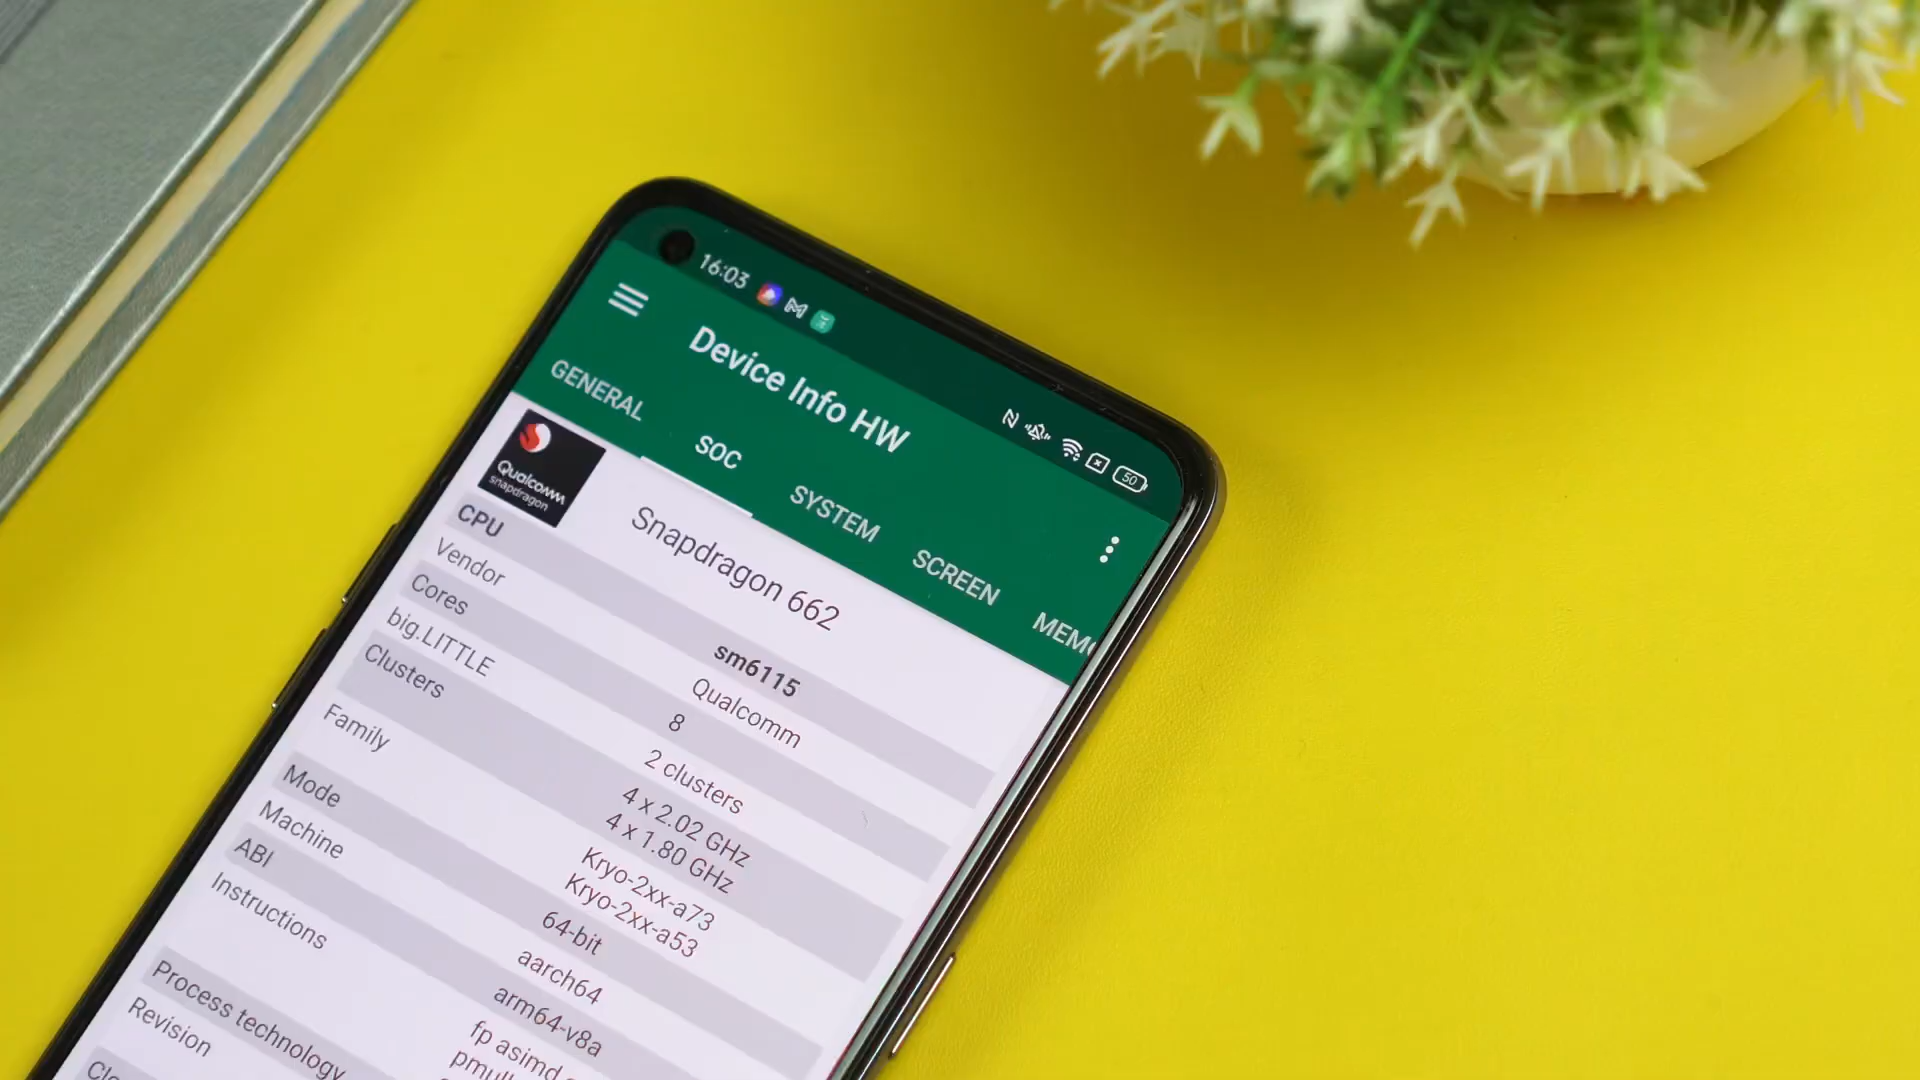 16:03
50
Device Info HW
GENERAL
SOC
SYSTEM
SCREEN
Qualcomm
snapdragon
Snapdragon 662
CPU
sm6115
Vendor
Qualcomm
Cores
8
big.LITTLE
2 clusters
Clusters
4 x 2.02 GHz
4 x 1.80 GHz
Family
Kryo-2xx-a73
Kryo-2xx-a53
Mode
64-bit
Machine
aarch64
ABI
arm64-v8a
Instructions
fp asimd
Process technology
Revision